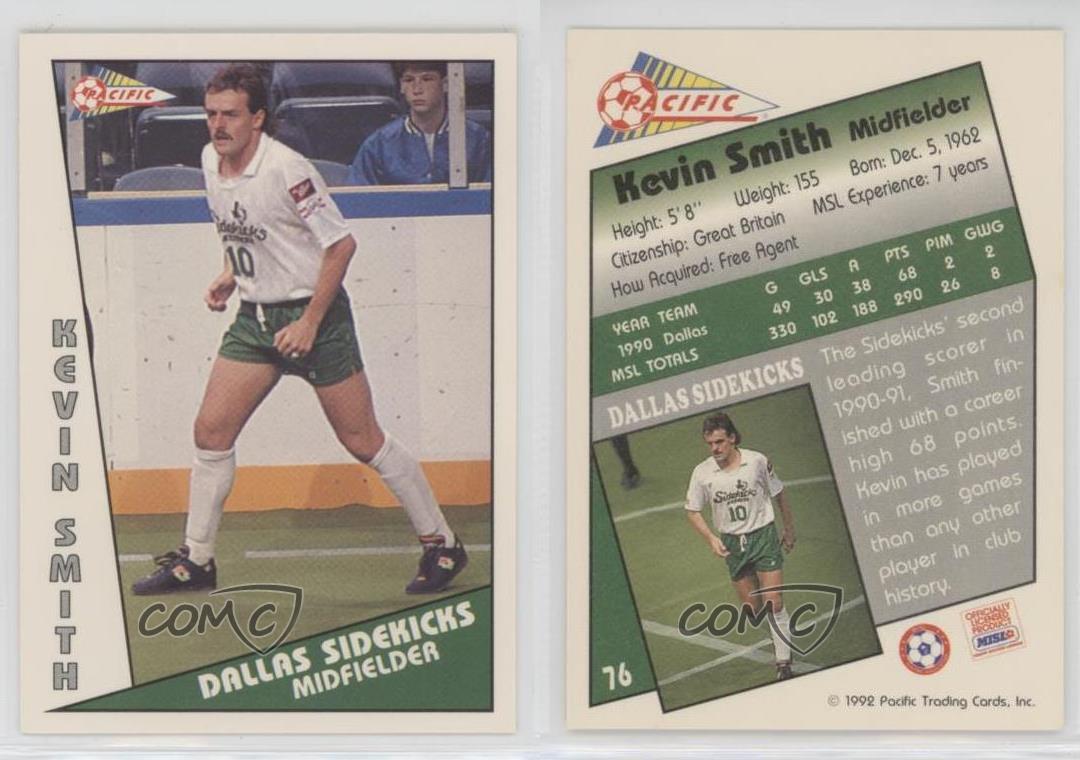 PACIFIC
KEVIN SMITH
Sidekicks
10
DALLAS SIDEKICKS
MIDFIELDER
COMC
PACIFIC
Kevin Smith Midfielder
Height: 5'8" Weight: 155 Born: Dec. 5, 1962
Citizenship: Great Britain MSL Experience: 7 years
How Acquired: Free Agent
YEAR TEAM G GLS A PTS PIM GWG
1990 Dallas 49 30 38 68 2 2
MSL TOTALS 330 102 188 290 26 8
DALLAS SIDEKICKS
The Sidekicks' second
leading scorer in
1990-91, Smith fin-
ished with a career
high 68 points.
Kevin has played
in more games
than any other
player in club
history.
Sidekicks
10
COMC
76
OFFICIALLY
LICENSED
PRODUCT
MISL
© 1992 Pacific Trading Cards, Inc.